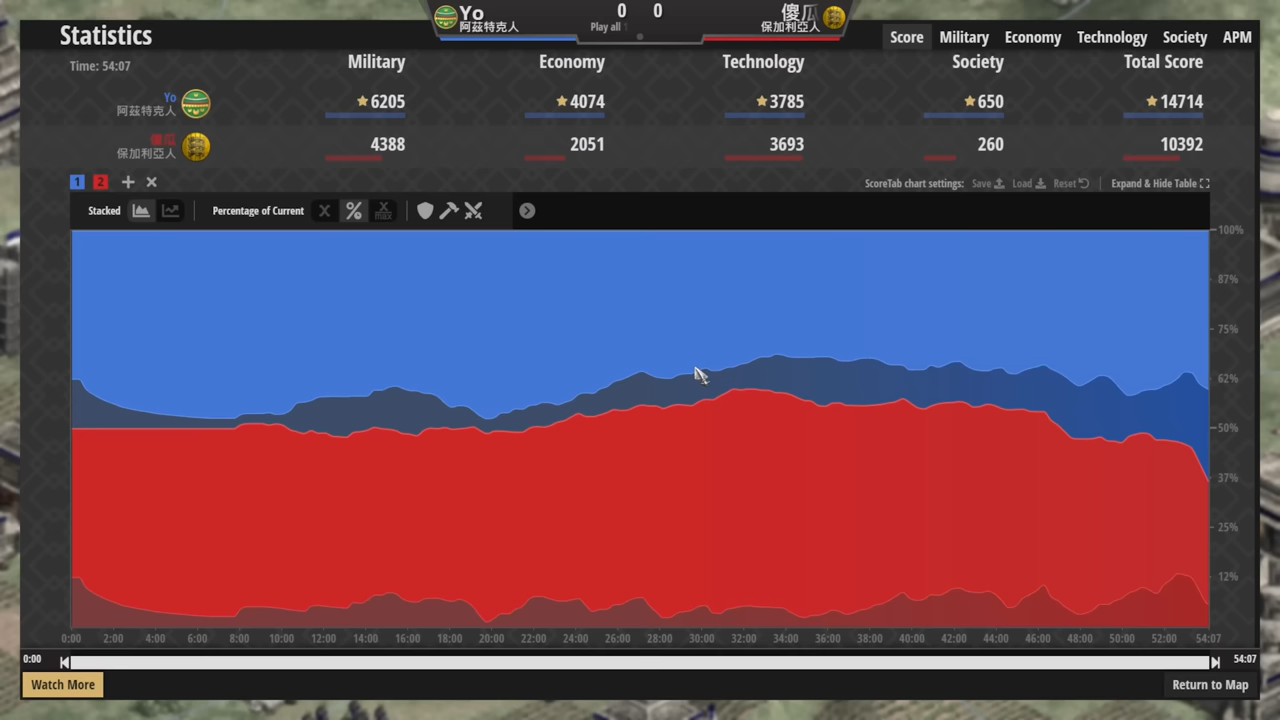 Yo 0 0 傻瓜
阿茲特克人 Play all 1 保加利亞人
Statistics
Score Military Economy Technology Society APM
Time: 54:07 Military Economy Technology Society Total Score
Yo
阿茲特克人 6205 4074 3785 650 14714
傻瓜
保加利亞人 4388 2051 3693 260 10392
1 2 ScoreTab chart settings: Save Load Reset Expand & Hide Table
Stacked Percentage of Current X % X max
100%
87%
75%
62%
50%
37%
25%
12%
0:00 2:00 4:00 6:00 8:00 10:00 12:00 14:00 16:00 18:00 20:00 22:00 24:00 26:00 28:00 30:00 32:00 34:00 36:00 38:00 40:00 42:00 44:00 46:00 48:00 50:00 52:00 54:07
0:00 54:07
Watch More Return to Map